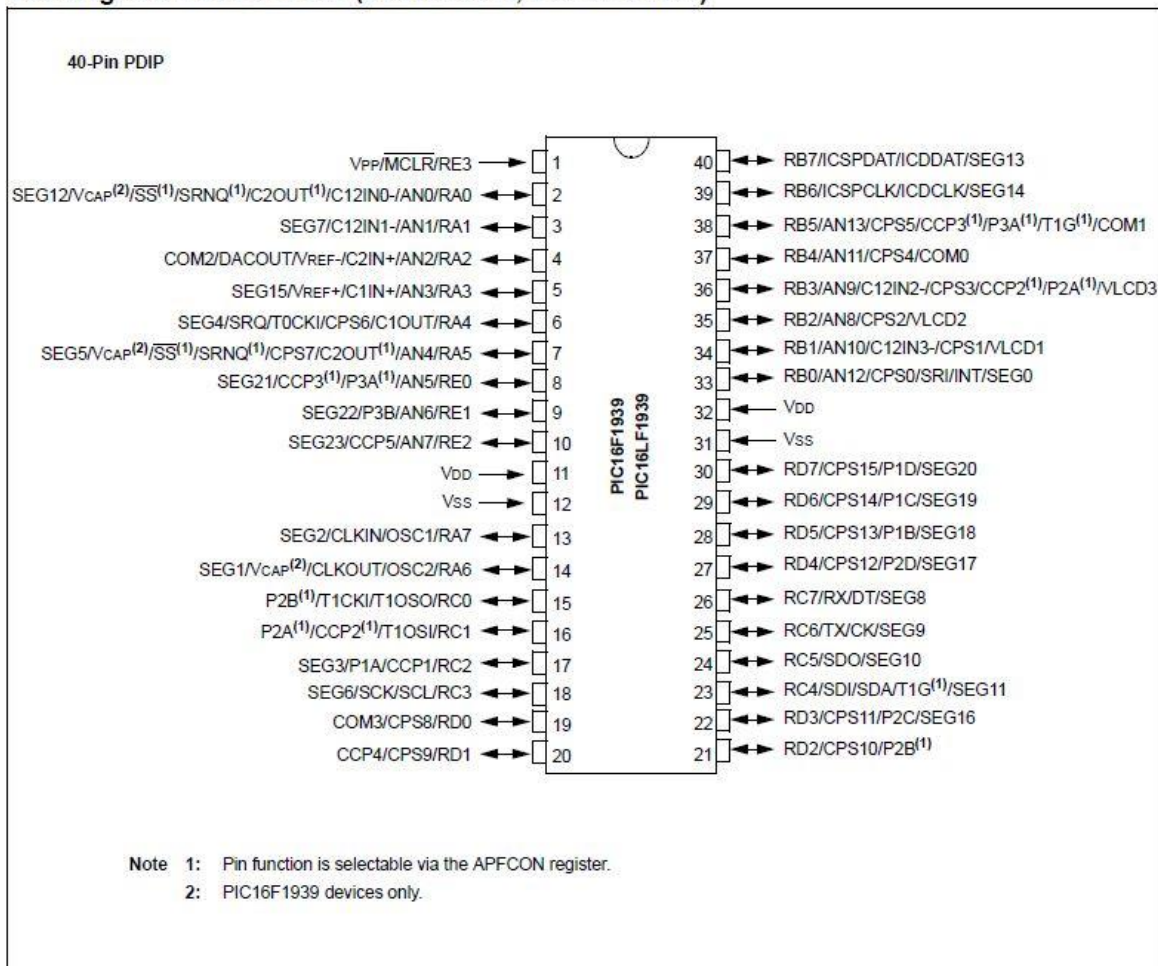 40-Pin PDIP
VPP/MCLR/RE3 1
SEG12/VCAP(2)/SS(1)/SRNQ(1)/C2OUT(1)/C12IN0-/AN0/RA0 2
SEG7/C12IN1-/AN1/RA1 3
COM2/DACOUT/VREF-/C2IN+/AN2/RA2 4
SEG15/VREF+/C1IN+/AN3/RA3 5
SEG4/SRQ/T0CKI/CPS6/C1OUT/RA4 6
SEG5/VCAP(2)/SS(1)/SRNQ(1)/CPS7/C2OUT(1)/AN4/RA5 7
SEG21/CCP3(1)/P3A(1)/AN5/RE0 8
SEG22/P3B/AN6/RE1 9
SEG23/CCP5/AN7/RE2 10
VDD 11
VSS 12
SEG2/CLKIN/OSC1/RA7 13
SEG1/VCAP(2)/CLKOUT/OSC2/RA6 14
P2B(1)/T1CKI/T1OSO/RC0 15
P2A(1)/CCP2(1)/T1OSI/RC1 16
SEG3/P1A/CCP1/RC2 17
SEG6/SCK/SCL/RC3 18
COM3/CPS8/RD0 19
CCP4/CPS9/RD1 20
PIC16F1939
PIC16LF1939
40 RB7/ICSPDAT/ICDDAT/SEG13
39 RB6/ICSPCLK/ICDCLK/SEG14
38 RB5/AN13/CPS5/CCP3(1)/P3A(1)/T1G(1)/COM1
37 RB4/AN11/CPS4/COM0
36 RB3/AN9/C12IN2-/CPS3/CCP2(1)/P2A(1)/VLCD3
35 RB2/AN8/CPS2/VLCD2
34 RB1/AN10/C12IN3-/CPS1/VLCD1
33 RB0/AN12/CPS0/SRI/INT/SEG0
32 VDD
31 VSS
30 RD7/CPS15/P1D/SEG20
29 RD6/CPS14/P1C/SEG19
28 RD5/CPS13/P1B/SEG18
27 RD4/CPS12/P2D/SEG17
26 RC7/RX/DT/SEG8
25 RC6/TX/CK/SEG9
24 RC5/SDO/SEG10
23 RC4/SDI/SDA/T1G(1)/SEG11
22 RD3/CPS11/P2C/SEG16
21 RD2/CPS10/P2B(1)
Note 1: Pin function is selectable via the APFCON register.
2: PIC16F1939 devices only.